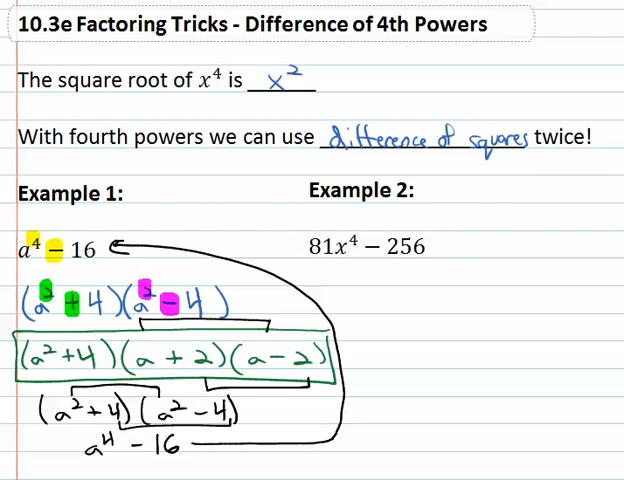 10.3e Factoring Tricks - Difference of 4th Powers
The square root of x⁴ is x²
With fourth powers we can use difference of squares twice!
Example 1:
Example 2:
a⁴ − 16
81x⁴ − 256
(a² + 4)(a² − 4)
(a² + 4)(a + 2)(a − 2)
(a² + 4)(a² − 4)
a⁴ − 16